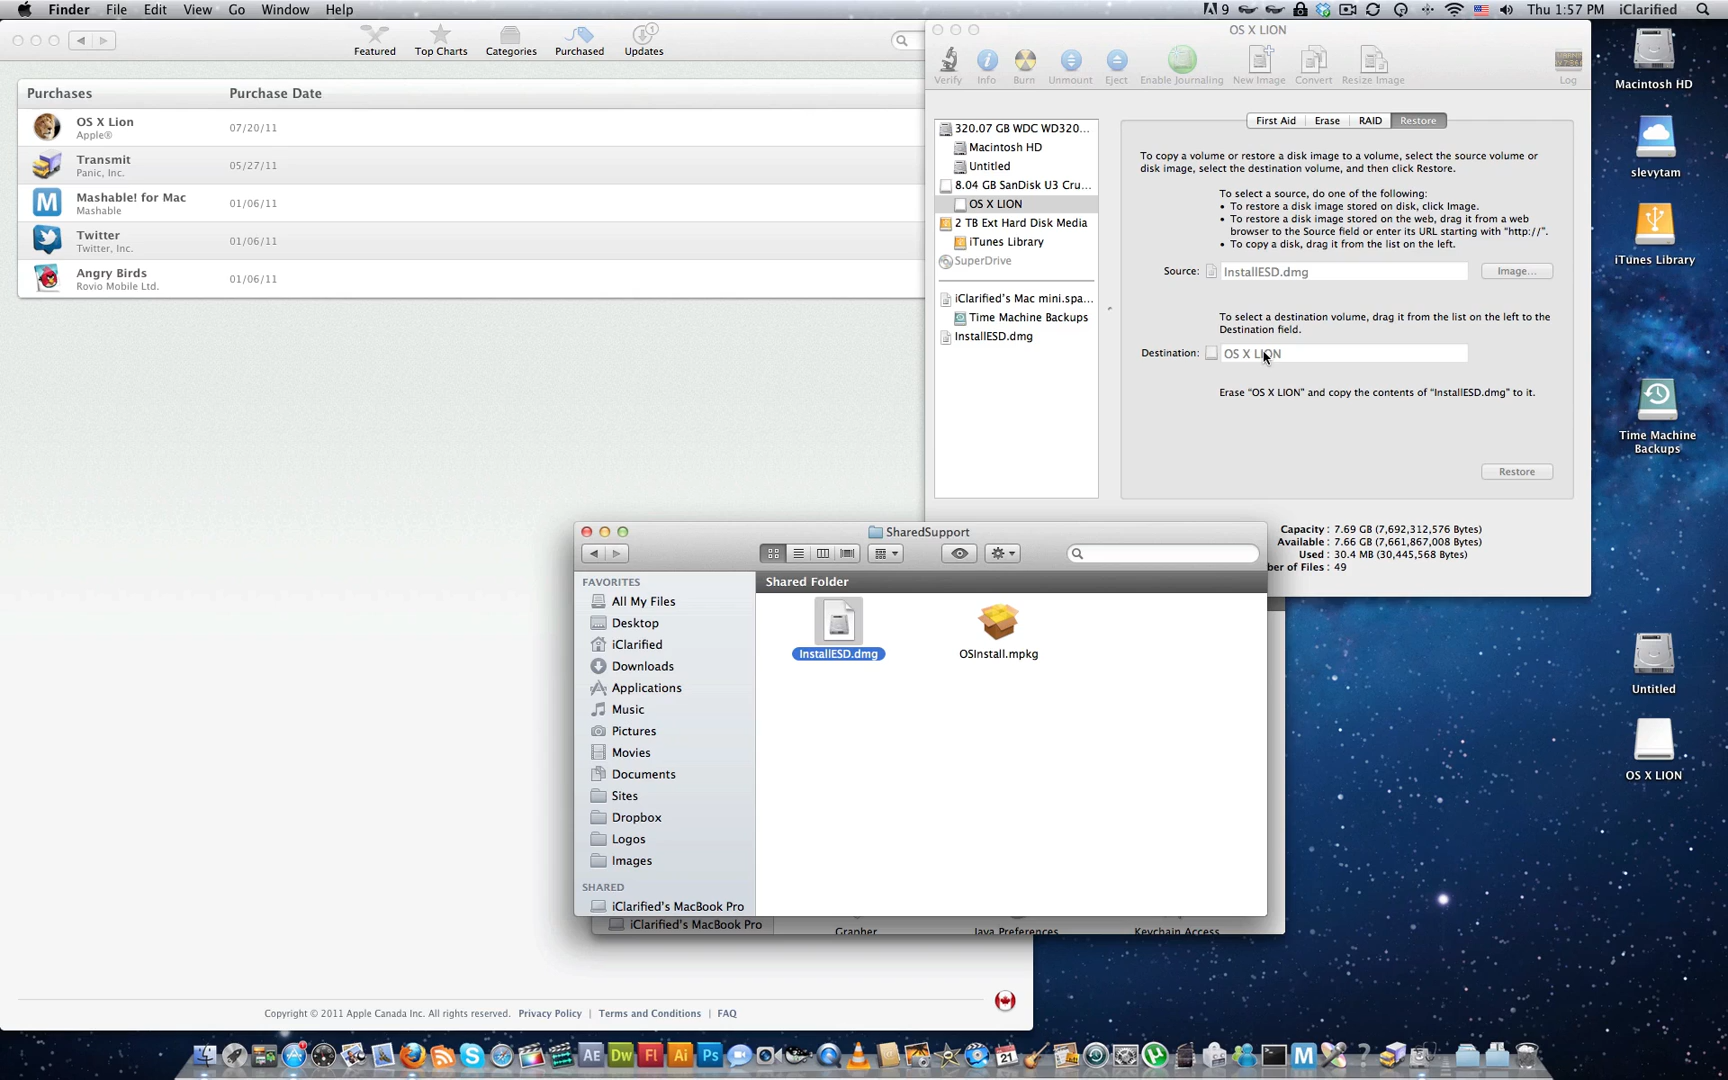 Finder File Edit View Go Window Help
9 Thu 1:57 PM iClarified
Featured Top Charts Categories Purchased Updates
1
Purchases Purchase Date
OS X Lion
Apple®
07/20/11
Transmit
Panic, Inc.
05/27/11
Mashable! for Mac
Mashable
01/06/11
Twitter
Twitter, Inc.
01/06/11
Angry Birds
Rovio Mobile Ltd.
01/06/11
OS X LION
Verify Info Burn Unmount Eject Enable Journaling New Image Convert Resize Image Log
320.07 GB WDC WD320...
Macintosh HD
Untitled
8.04 GB SanDisk U3 Cru...
OS X LION
2 TB Ext Hard Disk Media
iTunes Library
SuperDrive
iClarified's Mac mini.spa...
Time Machine Backups
InstallESD.dmg
First Aid Erase RAID Restore
To copy a volume or restore a disk image to a volume, select the source volume or
disk image, select the destination volume, and then click Restore.
To select a source, do one of the following:
• To restore a disk image stored on disk, click Image.
• To restore a disk image stored on the web, drag it from a web
browser to the Source field or enter its URL starting with "http://".
• To copy a disk, drag it from the list on the left.
Source: InstallESD.dmg Image...
To select a destination volume, drag it from the list on the left to the
Destination field.
Destination: OS X LION
Erase "OS X LION" and copy the contents of "InstallESD.dmg" to it.
Restore
Capacity : 7.69 GB (7,692,312,576 Bytes)
Available : 7.66 GB (7,661,867,008 Bytes)
Used : 30.4 MB (30,445,568 Bytes)
ber of Files : 49
SharedSupport
FAVORITES
All My Files
Desktop
iClarified
Downloads
Applications
Music
Pictures
Movies
Documents
Sites
Dropbox
Logos
Images
SHARED
iClarified's MacBook Pro
Shared Folder
InstallESD.dmg OSInstall.mpkg
iClarified's MacBook Pro
Grapher Java Preferences Keychain Access
Copyright © 2011 Apple Canada Inc. All rights reserved. Privacy Policy | Terms and Conditions | FAQ
Macintosh HD
slevytam
iTunes Library
Time Machine
Backups
Untitled
OS X LION
AE Dw Fl Ai Ps
21
M